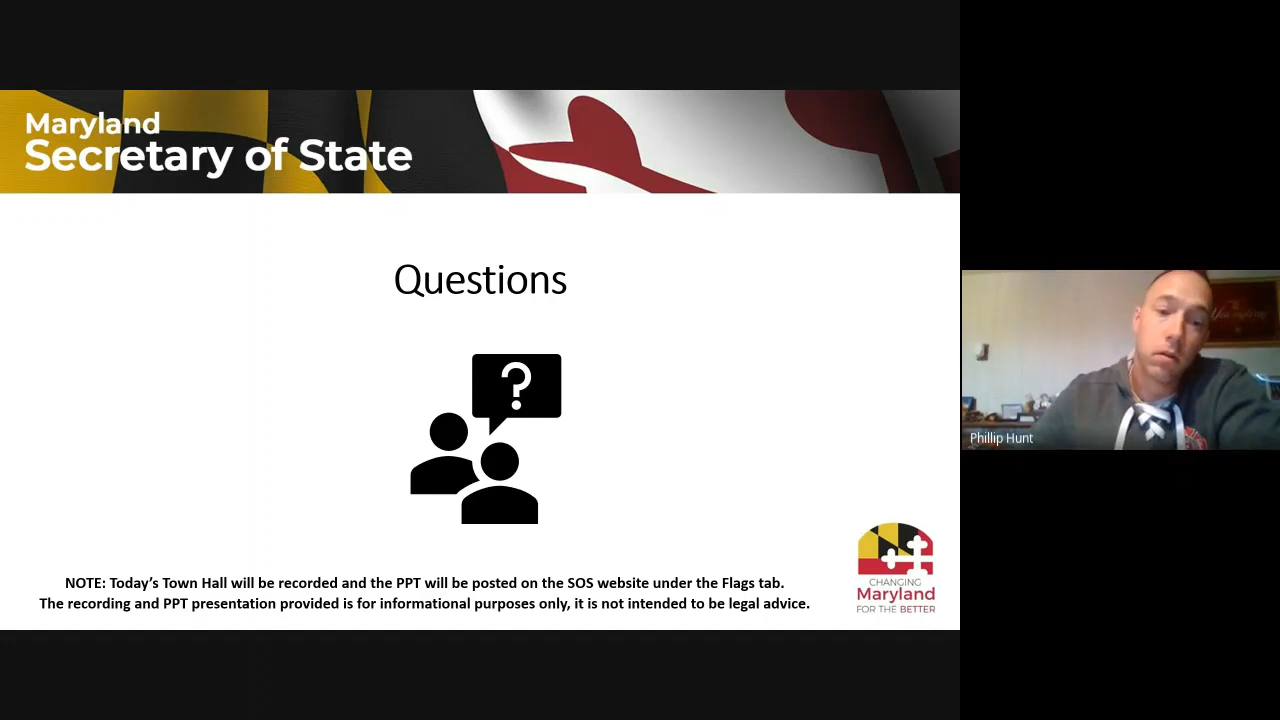 Maryland
Secretary of State
Questions
?
NOTE: Today's Town Hall will be recorded and the PPT will be posted on the SOS website under the Flags tab.
The recording and PPT presentation provided is for informational purposes only, it is not intended to be legal advice.
CHANGING
Maryland
FOR THE BETTER
Phillip Hunt